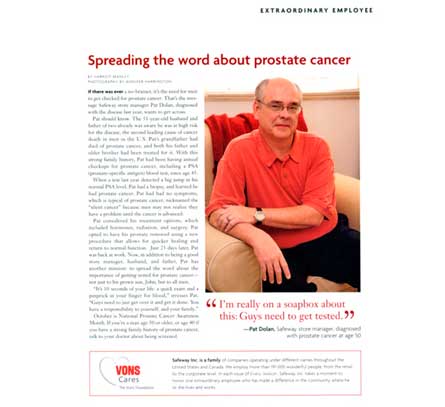 EXTRAORDINARY EMPLOYEE
Spreading the word about prostate cancer
BY HARRIOT MANLEY
PHOTOGRAPHY BY
If there was ever a no-brainer, it's the need for men
to get checked for prostate cancer. That's the mes-
sage Safeway store manager Pat Dolan, diagnosed
with the disease last year, wants to get across.
Pat should know. The 51-year-old husband and
father of two already was aware he was at high risk
for the disease, the second leading cause of cancer
death in men in the U.S. Pat's grandfather had
died of prostate cancer, and both his father and
older brother had been treated for it. With this
strong family history, Pat had been having annual
checkups for prostate cancer, including a PSA
(prostate-specific antigen) blood test, since age 45.
When a test last year detected a big jump in his
normal PSA level, Pat had a biopsy, and learned he
had prostate cancer. Pat had had no symptoms,
which is typical of prostate cancer, nicknamed the
"silent cancer" because men may not realize they
have a problem until the cancer is advanced.
Pat considered his treatment options, which
included hormones, radiation, and surgery. Pat
opted to have his prostate removed using a new
procedure that allows for quicker healing and
return to normal function. Just 23 days later, Pat
was back at work. Now, in addition to being a good
store manager, husband, and father, Pat has
another mission: to spread the word about the
importance of getting tested for prostate cancer—
not just to his grown son, John, but to all men.
"It's 10 seconds of your life: a quick exam and a
pinprick in your finger for blood," stresses Pat.
"Guys need to just get over it and get it done. You
have a responsibility to yourself, and your family."
October is National Prostate Cancer Awareness
Month. If you're a man age 50 or older, or age 40 if
you have a strong family history of prostate cancer,
talk to your doctor about being screened.
“I'm really on a soapbox about
this: Guys need to get tested.”
—Pat Dolan, Safeway store manager, diagnosed
with prostate cancer at age 50
VONS
Cares
The Vons Foundation
Safeway Inc. is a family of companies operating under different names throughout the
United States and Canada. We employ more than 191,000 wonderful people, from the retail
to the corporate level. In each issue of Safeway Inc. takes a moment to
honor one extraordinary employee who has made a difference in the community where he
or she lives and works.